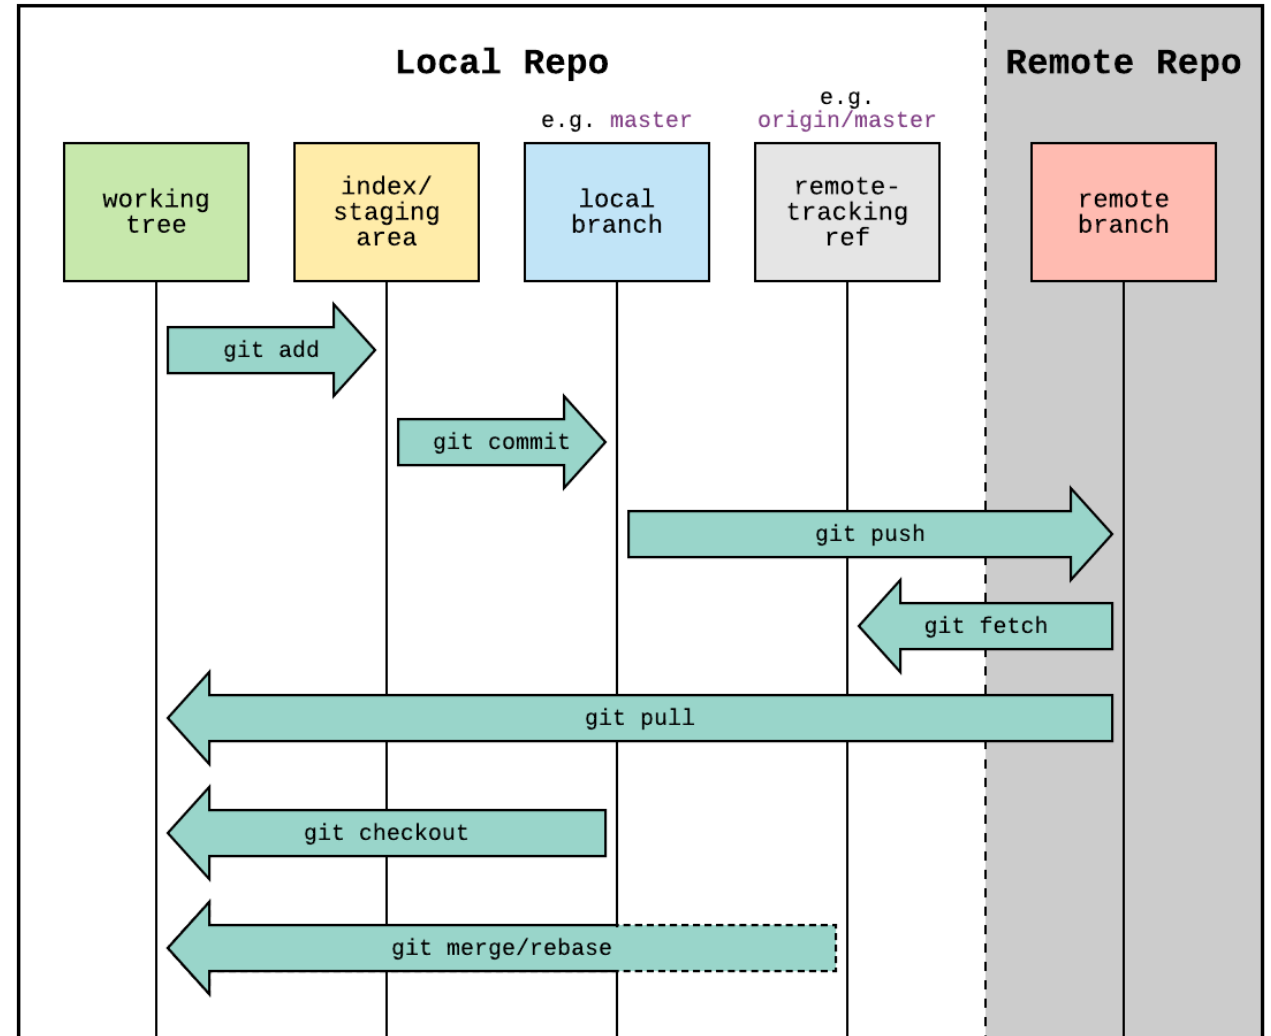 Local Repo
Remote Repo
e.g. master
e.g.
origin/master
working
tree
index/
staging
area
local
branch
remote-
tracking
ref
remote
branch
git add
git commit
git push
git fetch
git pull
git checkout
git merge/rebase